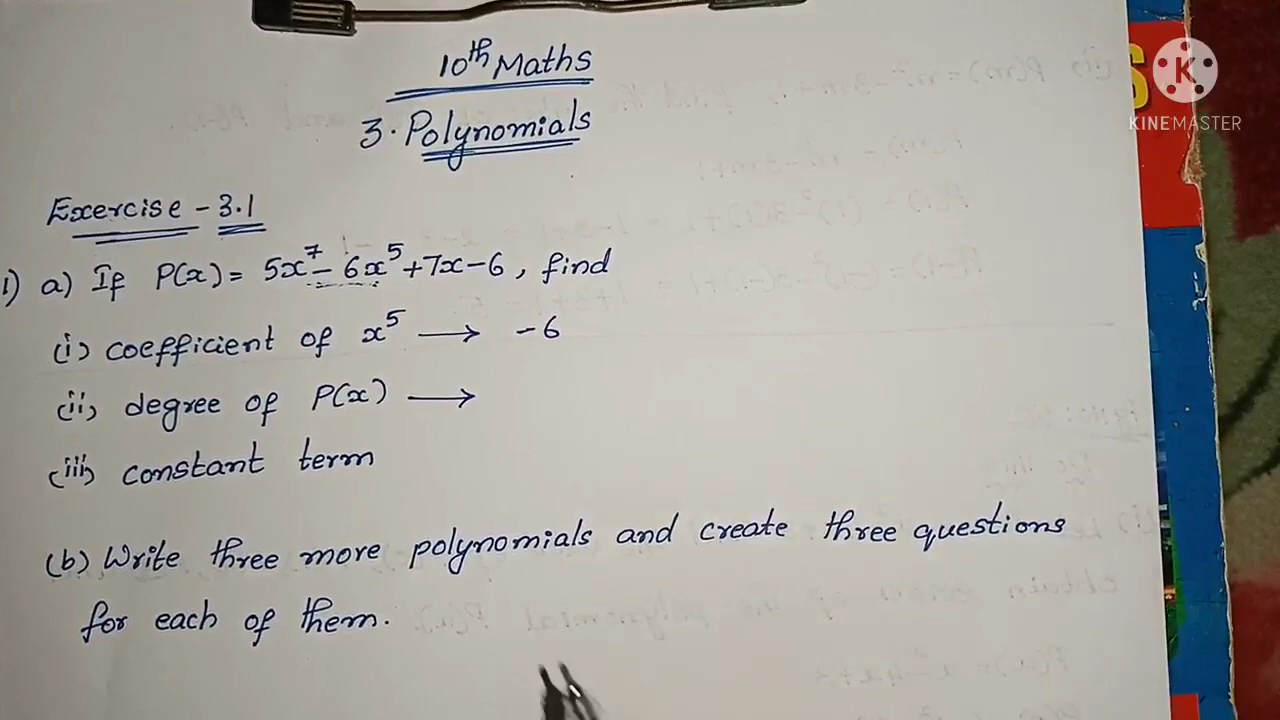 10th Maths
3. Polynomials
Exercise - 3.1
1) a) If P(x) = 5x⁷ - 6x⁵ + 7x - 6, find
(i) coefficient of x⁵ → -6
(ii) degree of P(x) →
(iii) constant term
(b) Write three more polynomials and create three questions
for each of them.
K
KINEMASTER
S